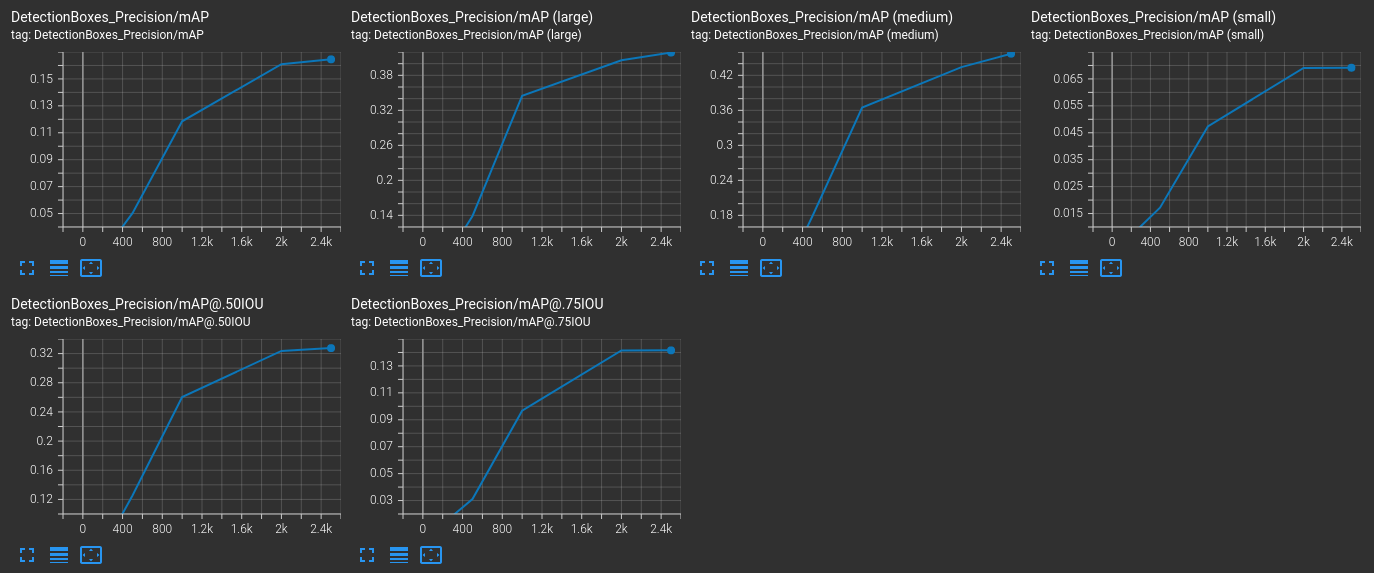 DetectionBoxes_Precision/mAP
tag: DetectionBoxes_Precision/mAP
0.15
0.13
0.11
0.09
0.07
0.05
0 400 800 1.2k 1.6k 2k 2.4k
DetectionBoxes_Precision/mAP (large)
tag: DetectionBoxes_Precision/mAP (large)
0.38
0.32
0.26
0.2
0.14
0 400 800 1.2k 1.6k 2k 2.4k
DetectionBoxes_Precision/mAP (medium)
tag: DetectionBoxes_Precision/mAP (medium)
0.42
0.36
0.3
0.24
0.18
0 400 800 1.2k 1.6k 2k 2.4k
DetectionBoxes_Precision/mAP (small)
tag: DetectionBoxes_Precision/mAP (small)
0.065
0.055
0.045
0.035
0.025
0.015
0 400 800 1.2k 1.6k 2k 2.4k
DetectionBoxes_Precision/mAP@.50IOU
tag: DetectionBoxes_Precision/mAP@.50IOU
0.32
0.28
0.24
0.2
0.16
0.12
0 400 800 1.2k 1.6k 2k 2.4k
DetectionBoxes_Precision/mAP@.75IOU
tag: DetectionBoxes_Precision/mAP@.75IOU
0.13
0.11
0.09
0.07
0.05
0.03
0 400 800 1.2k 1.6k 2k 2.4k